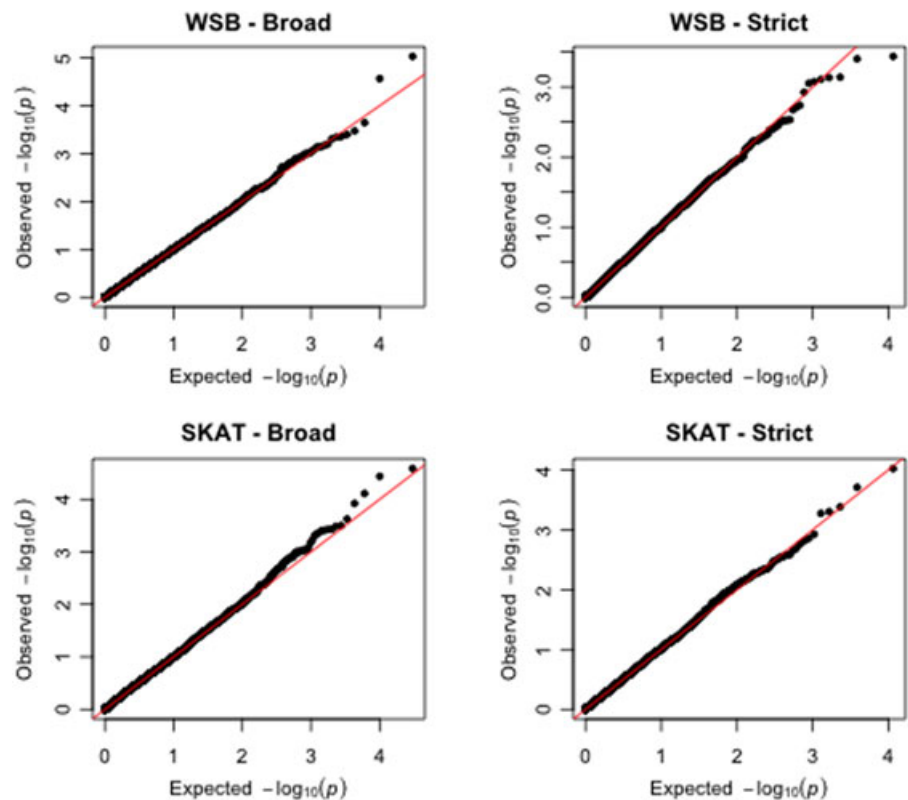 WSB - Broad
Observed −log10(p)
5
4
3
2
1
0
0 1 2 3 4
Expected −log10(p)
WSB - Strict
Observed −log10(p)
3.0
2.0
1.0
0.0
0 1 2 3 4
Expected −log10(p)
SKAT - Broad
Observed −log10(p)
4
3
2
1
0
0 1 2 3 4
Expected −log10(p)
SKAT - Strict
Observed −log10(p)
4
3
2
1
0
0 1 2 3 4
Expected −log10(p)